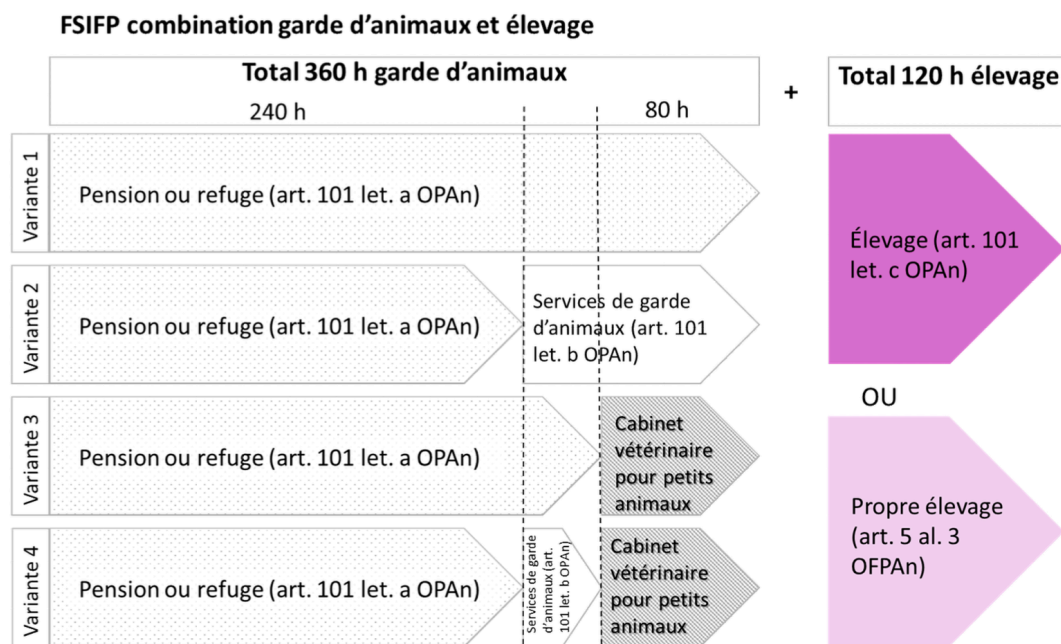 FSIFP combination garde d’animaux et élevage
Total 360 h garde d’animaux
240 h
80 h
+
Total 120 h élevage
Variante 1
Pension ou refuge (art. 101 let. a OPAn)
Variante 2
Pension ou refuge (art. 101 let. a OPAn)
Services de garde
d’animaux (art. 101
let. b OPAn)
Variante 3
Pension ou refuge (art. 101 let. a OPAn)
Cabinet
vétérinaire
pour petits
animaux
Variante 4
Pension ou refuge (art. 101 let. a OPAn)
Services de garde
d’animaux (art.
101 let. b OPAn)
Cabinet
vétérinaire
pour petits
animaux
Élevage (art. 101
let. c OPAn)
OU
Propre élevage
(art. 5 al. 3
OFPAn)